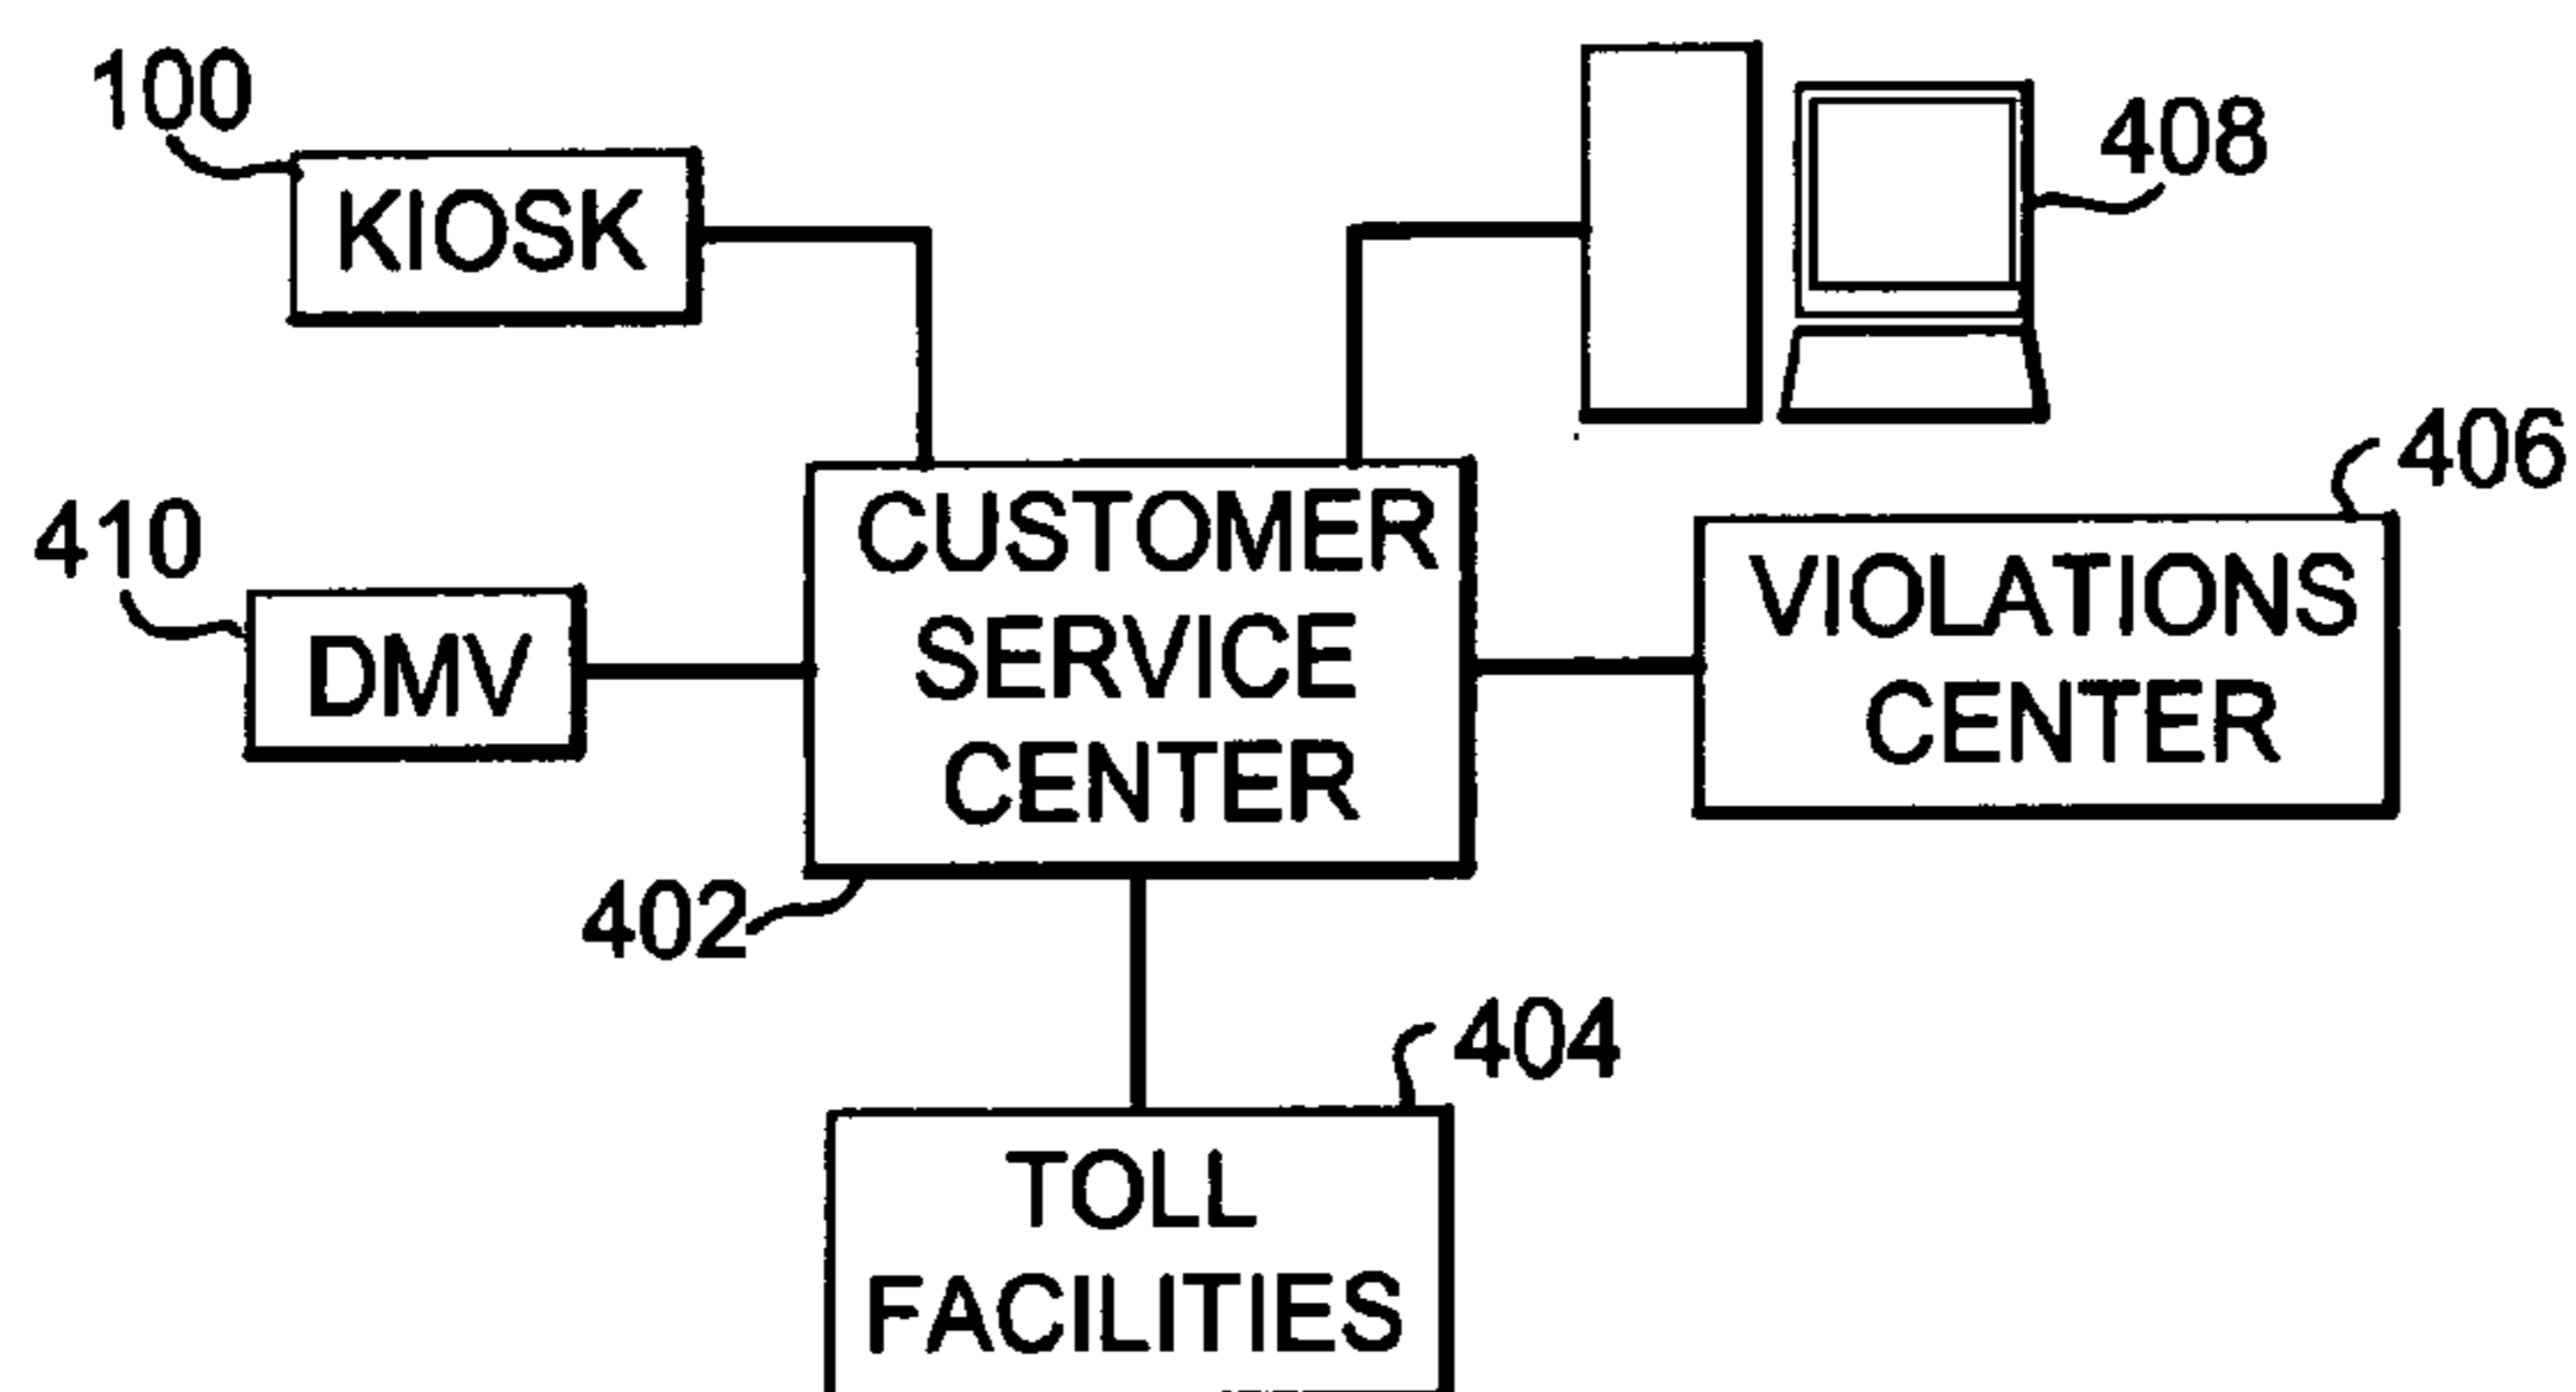 100
KIOSK
408
406
410
DMV
CUSTOMER
SERVICE
CENTER
VIOLATIONS
CENTER
402
404
TOLL
FACILITIES